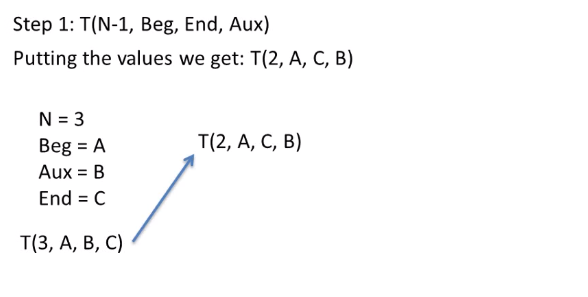 Step 1: T(N-1, Beg, End, Aux)
Putting the values we get: T(2, A, C, B)
N = 3
Beg = A
Aux = B
End = C
T(2, A, C, B)
T(3, A, B, C)